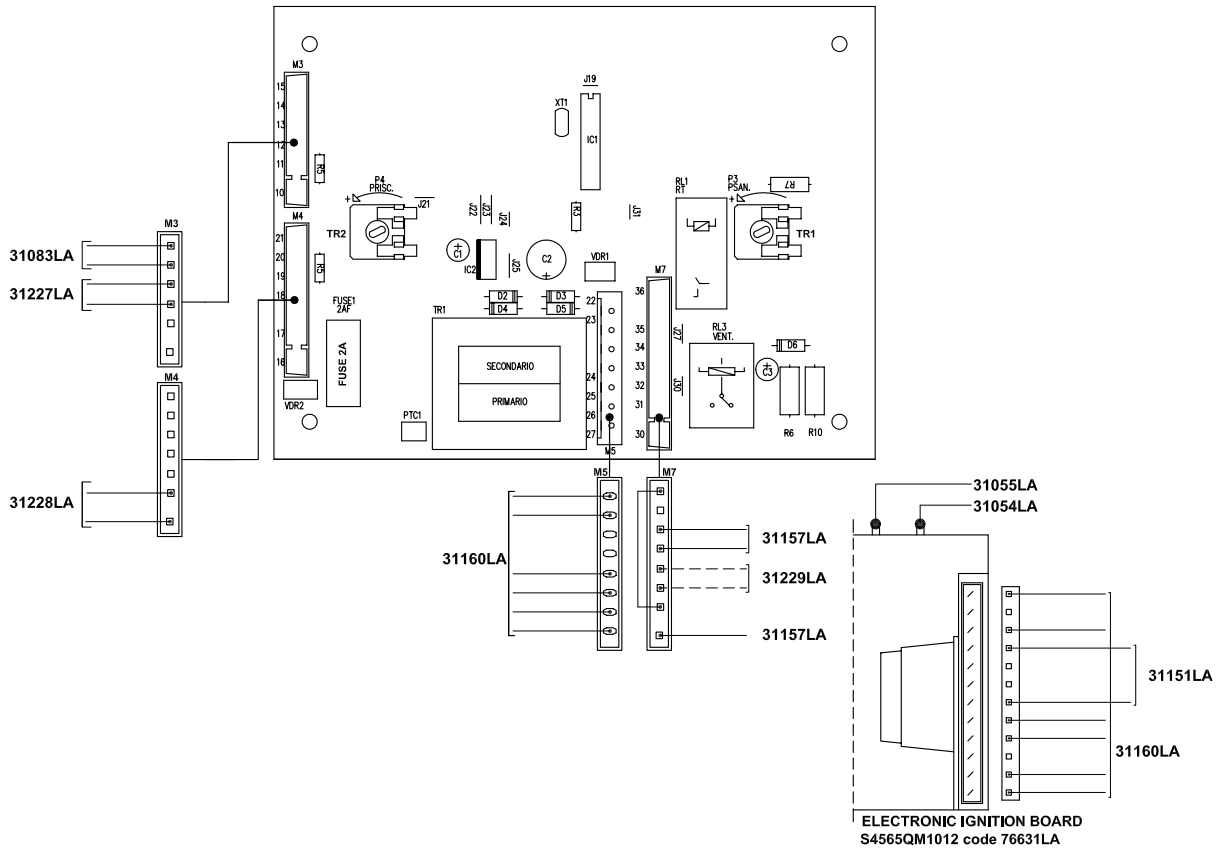 M3
15
14
13
12
11
10
R5
M4
21
20
19
18
17
16
R5
VDR2
P4
PRISC.
+
J21
TR2
FUSE1
2AF
FUSE 2A
PTC1
J19
XT1
IC1
J22
J23
J24
J25
C1
+
IC2
C2
+
R3
J31
VDR1
D2
D3
D4
D5
TR1
SECONDARIO
PRIMARIO
22
23
24
25
26
27
M5
M7
36
35
34
33
32
31
30
J27
J30
RL1
RT
P3
PSAN.
+
R7
TR1
RL3
VENT.
D6
C3
+
R6
R10
M3
31083LA
31227LA
M4
31228LA
M5
31160LA
M7
31157LA
31229LA
31157LA
31055LA
31054LA
31151LA
31160LA
ELECTRONIC IGNITION BOARD
S4565QM1012 code 76631LA